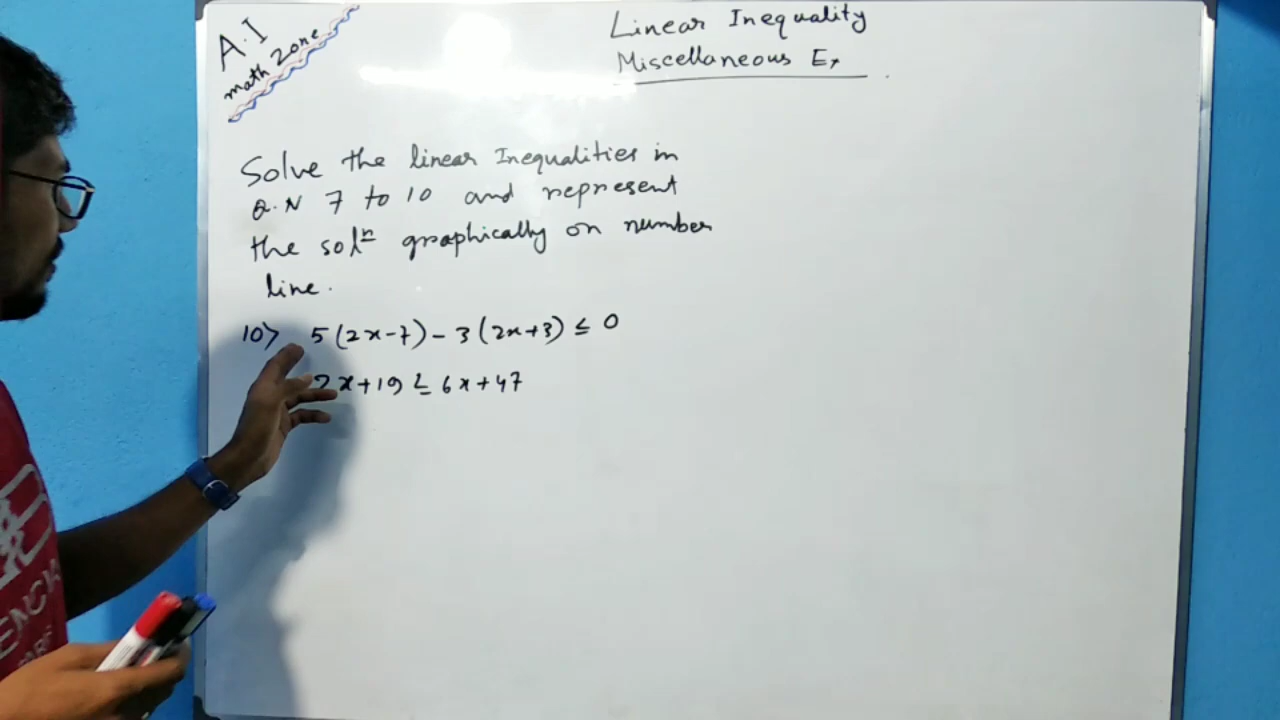 A.I
math Zone
Linear Inequality
Miscellaneous Ex
Solve the linear Inequalities in
Q.N 7 to 10 and represent
the solⁿ graphically on number
line.
10> 5(2x-7)-3(2x+3) ≤ 0
2x+19 ≤ 6x+47